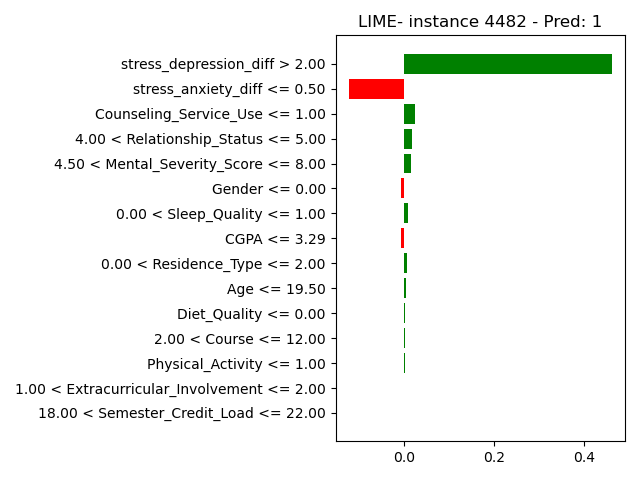 LIME- instance 4482 - Pred: 1
stress_depression_diff > 2.00
stress_anxiety_diff <= 0.50
Counseling_Service_Use <= 1.00
4.00 < Relationship_Status <= 5.00
4.50 < Mental_Severity_Score <= 8.00
Gender <= 0.00
0.00 < Sleep_Quality <= 1.00
CGPA <= 3.29
0.00 < Residence_Type <= 2.00
Age <= 19.50
Diet_Quality <= 0.00
2.00 < Course <= 12.00
Physical_Activity <= 1.00
1.00 < Extracurricular_Involvement <= 2.00
18.00 < Semester_Credit_Load <= 22.00
0.0 0.2 0.4